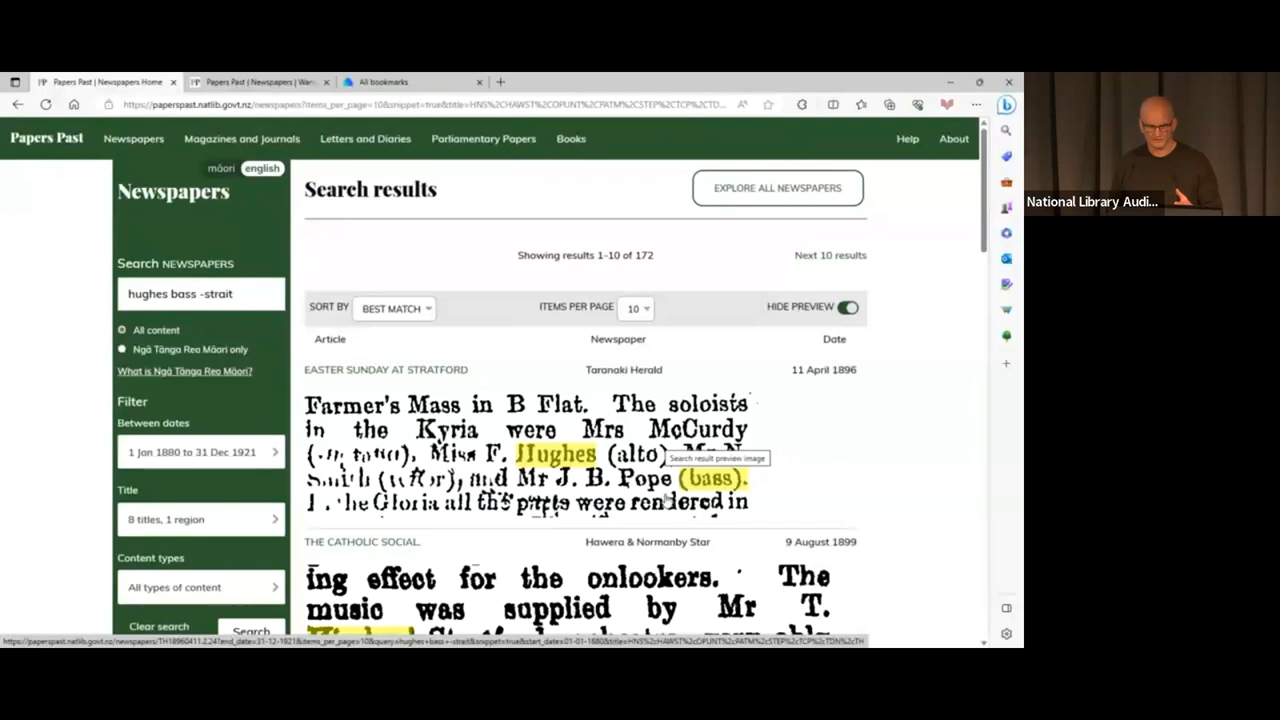 Papers Past | Newspapers Home
Papers Past | Newspapers | Wan
All bookmarks
https://paperspast.natlib.govt.nz/newspapers?items_per_page=10&snippet=true&title=HNS%2CHAWST%2COPUNT%2CPATM%2CSTEP%2CTCP%2CTD...
Papers Past
Newspapers
Magazines and Journals
Letters and Diaries
Parliamentary Papers
Books
Help
About
māori
english
Newspapers
Search NEWSPAPERS
hughes bass -strait
All content
Ngā Tānga Reo Māori only
What is Ngā Tānga Reo Māori?
Filter
Between dates
1 Jan 1880 to 31 Dec 1921
Title
8 titles, 1 region
Content types
All types of content
Clear search
Search
Search results
EXPLORE ALL NEWSPAPERS
Showing results 1-10 of 172
Next 10 results
SORT BY
BEST MATCH
ITEMS PER PAGE
10
HIDE PREVIEW
Article
Newspaper
Date
EASTER SUNDAY AT STRATFORD
Taranaki Herald
11 April 1896
Farmer's Mass in B Flat. The soloists
in the Kyria were Mrs McCurdy
Miss F. Hughes (alto)
Search result preview image
and Mr J. B. Pope (bass).
the Gloria all the parts were rendered in
THE CATHOLIC SOCIAL.
Hawera & Normanby Star
9 August 1899
ing effect for the onlookers. The
music was supplied by Mr T.
National Library Audi...